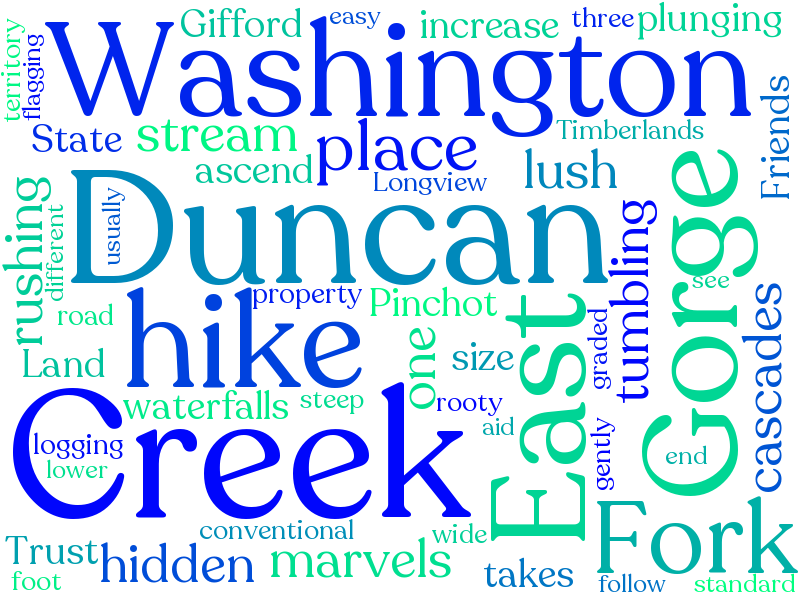 territory
flagging
Gifford
easy
increase
three
plunging
Washington
State
stream
place
Timberlands
Friends
ascend
Longview
lush
rushing
different
usually
Duncan
tumbling
Gorge
see
road
property
hike
Pinchot
East
graded
cascades
Land
one
size
waterfalls
steep
rooty
Creek
logging
lower
aid
gently
end
Trust
hidden
conventional
marvels
wide
Fork
foot
takes
follow
standard